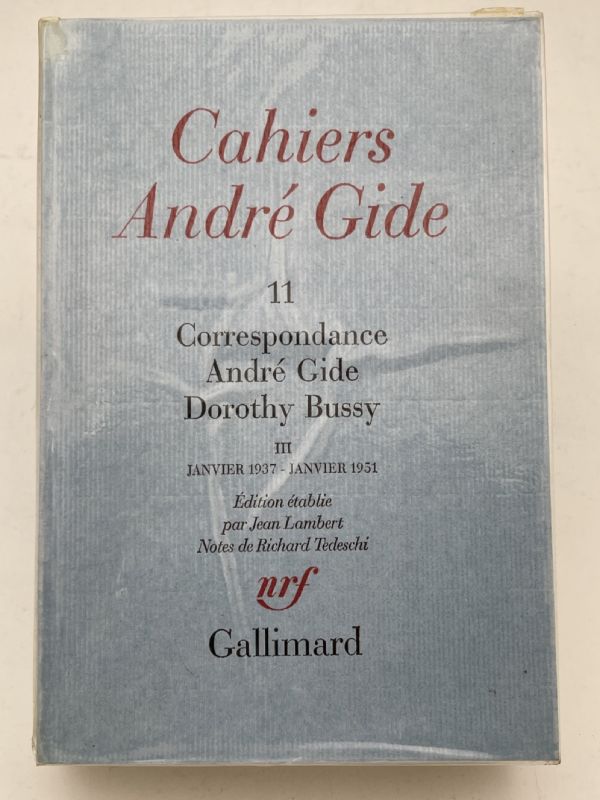 Cahiers
André Gide
11
Correspondance
André Gide
Dorothy Bussy
III
JANVIER 1937 - JANVIER 1951
Édition établie
par Jean Lambert
Notes de Richard Tedeschi
nrf
Gallimard